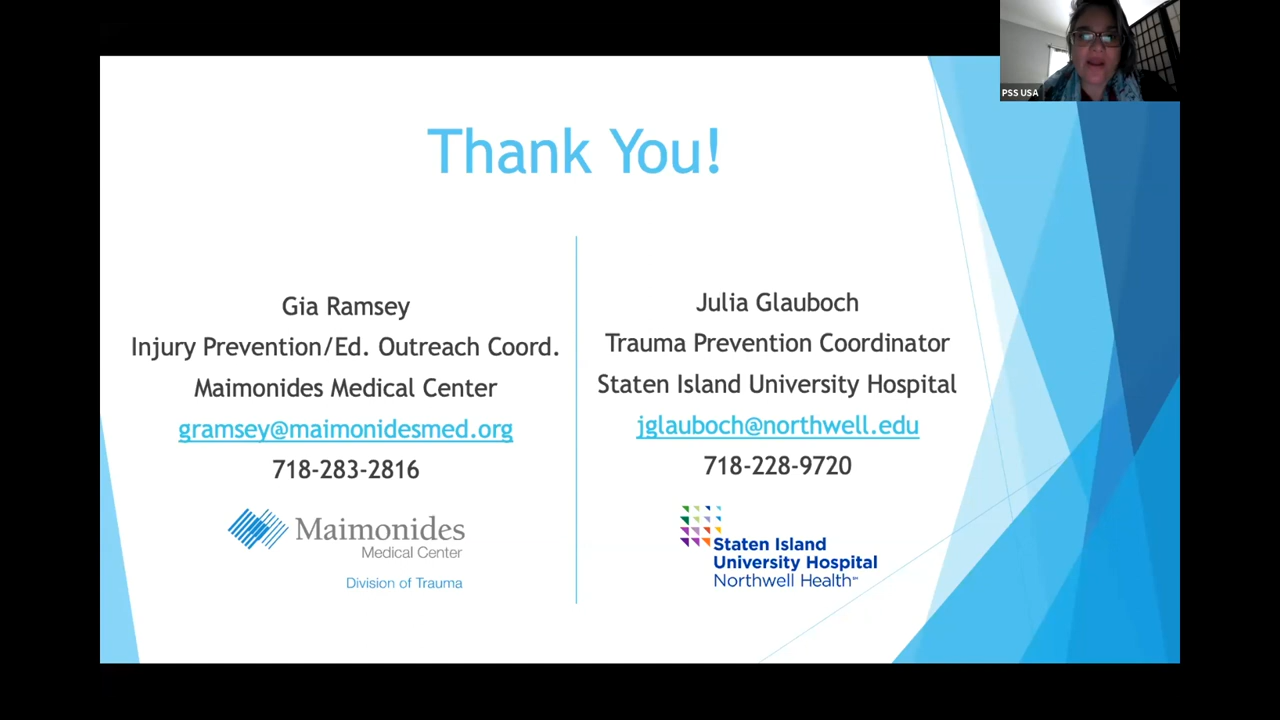 PSS USA
Thank You!
Gia Ramsey
Injury Prevention/Ed. Outreach Coord.
Maimonides Medical Center
gramsey@maimonidesmed.org
718-283-2816
Maimonides
Medical Center
Division of Trauma
Julia Glauboch
Trauma Prevention Coordinator
Staten Island University Hospital
jglauboch@northwell.edu
718-228-9720
Staten Island
University Hospital
Northwell Health℠